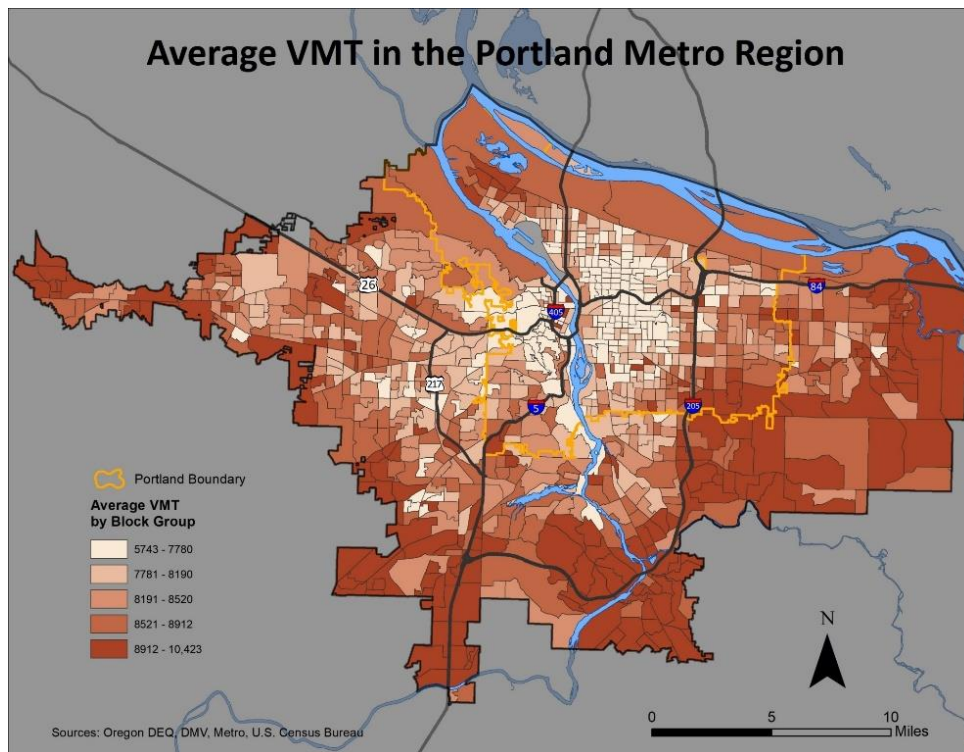 Average VMT in the Portland Metro Region
26
84
405
217
5
205
Portland Boundary
Average VMT
by Block Group
5743 - 7780
7781 - 8190
8191 - 8520
8521 - 8912
8912 - 10,423
N
Sources: Oregon DEQ, DMV, Metro, U.S. Census Bureau
0 5 10
Miles